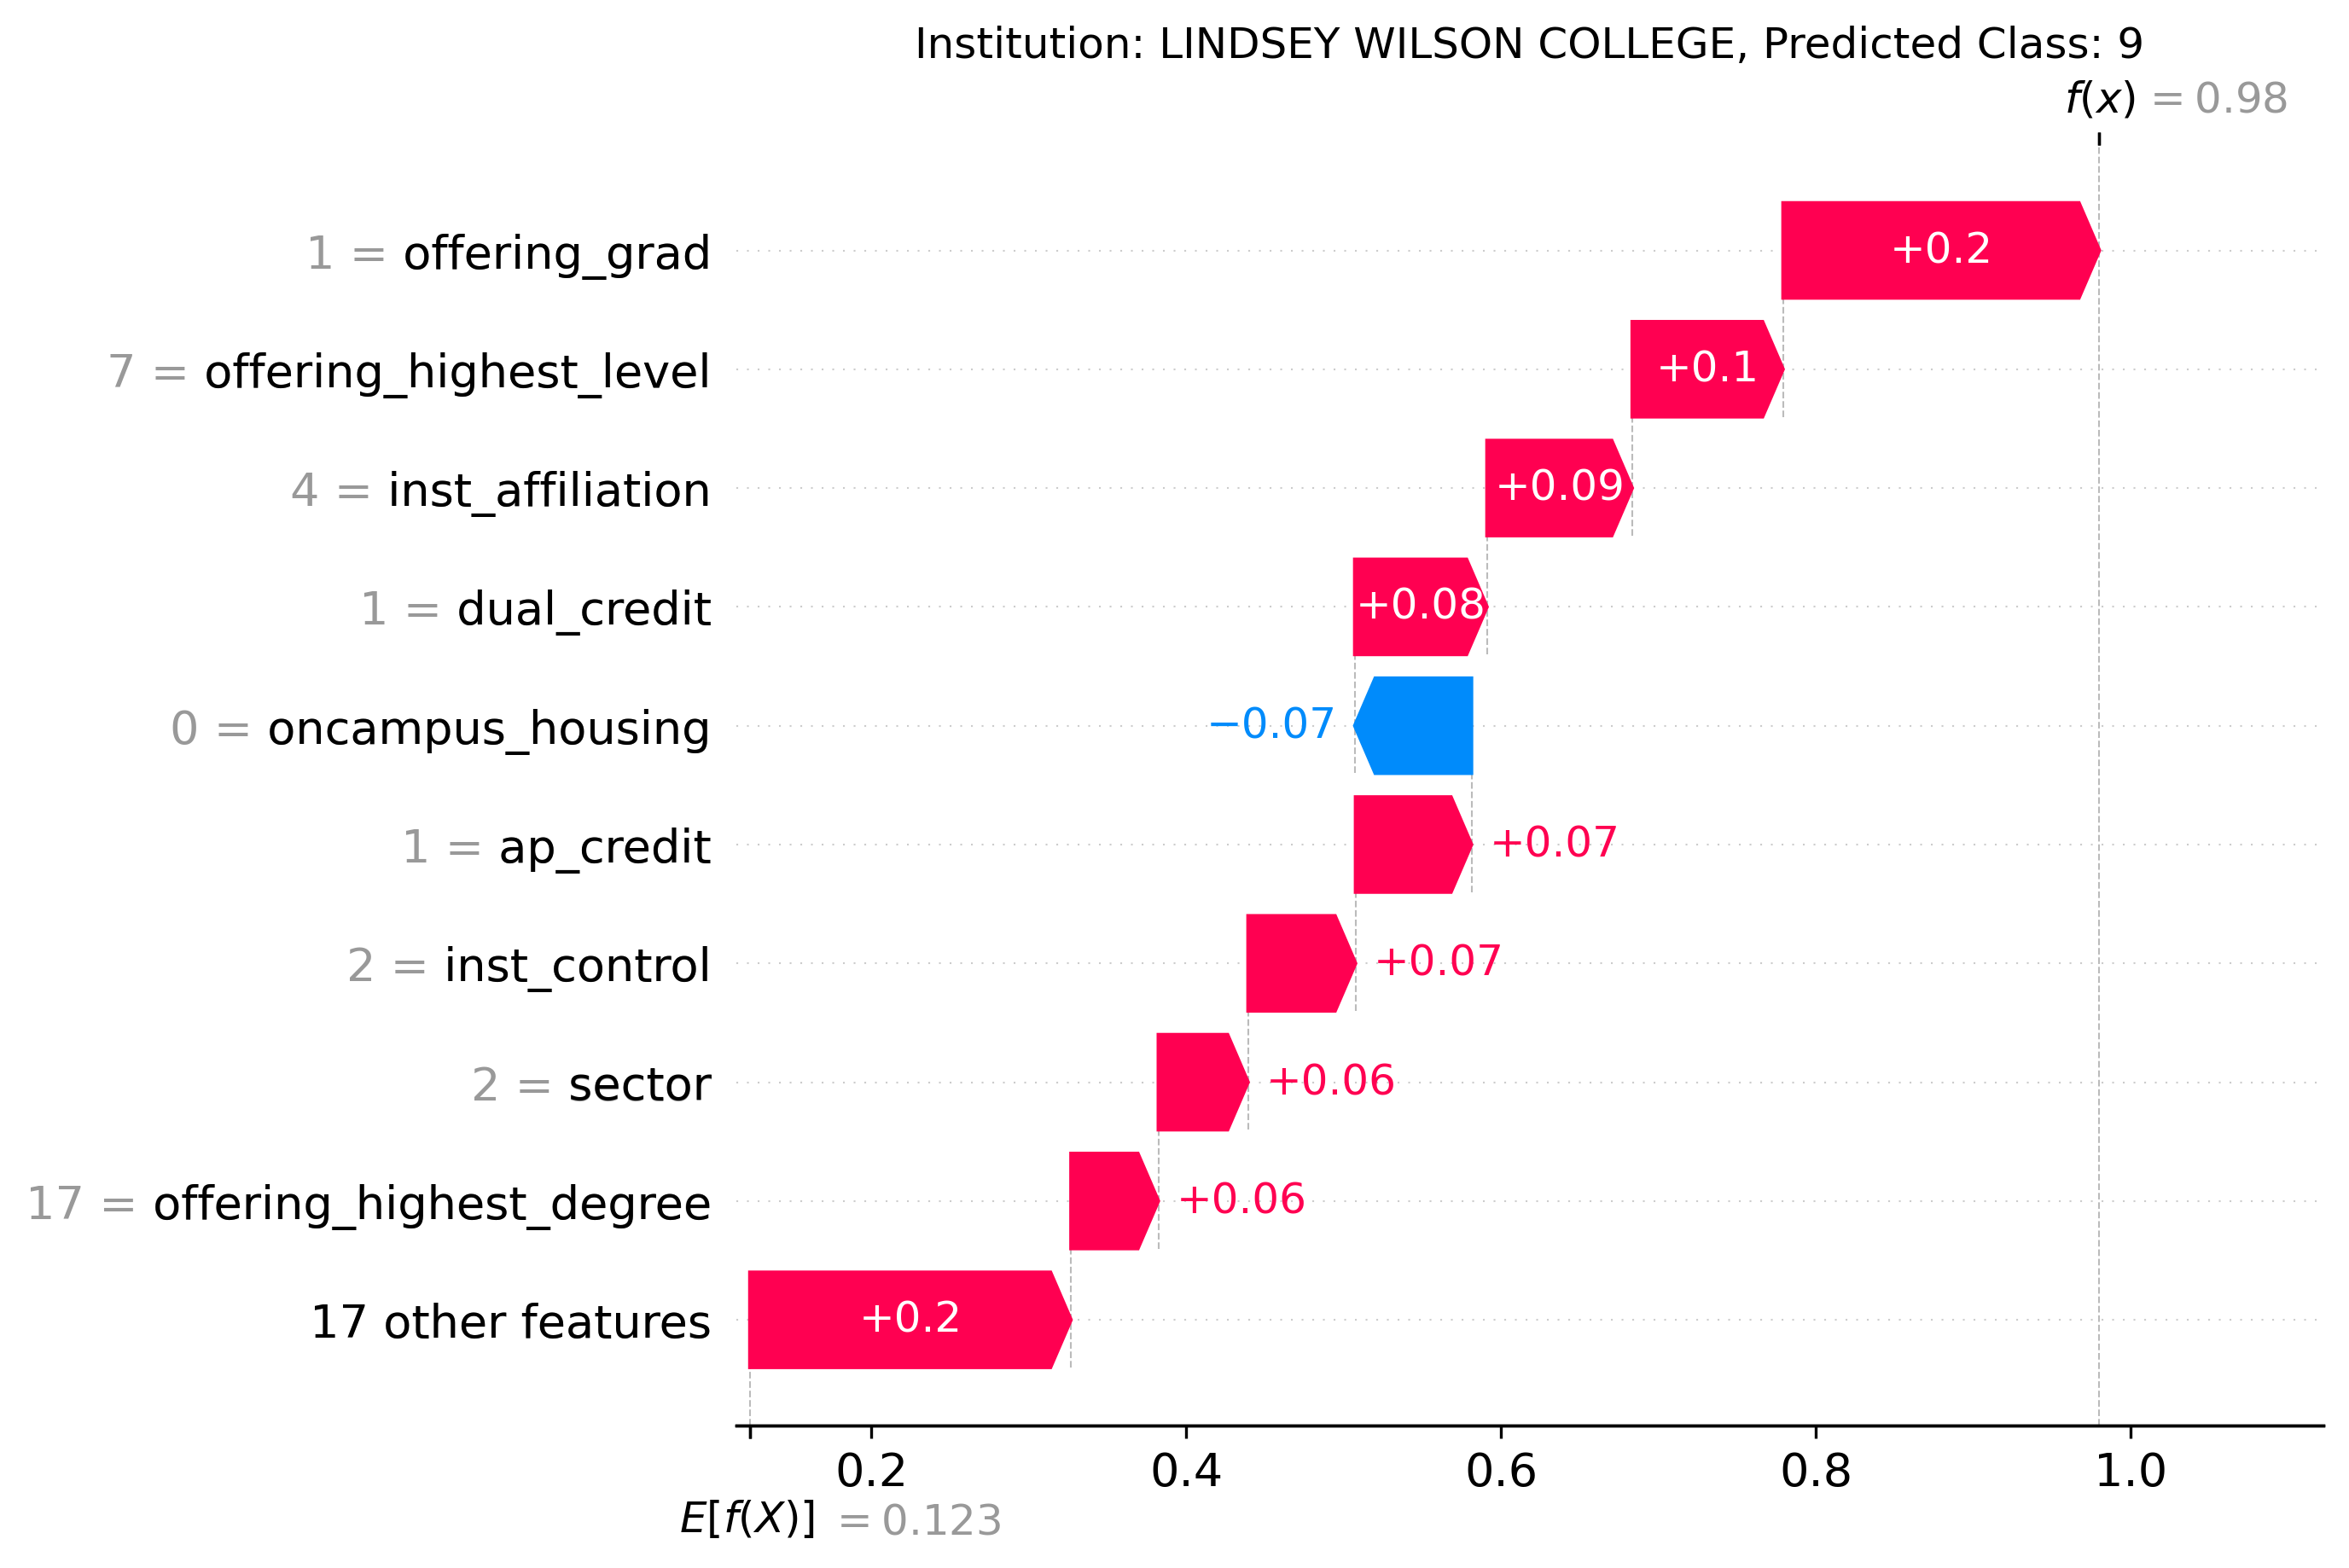 Institution: LINDSEY WILSON COLLEGE, Predicted Class: 9
f(x) = 0.98
1 = offering_grad +0.2
7 = offering_highest_level +0.1
4 = inst_affiliation +0.09
1 = dual_credit +0.08
0 = oncampus_housing −0.07
1 = ap_credit +0.07
2 = inst_control +0.07
2 = sector +0.06
17 = offering_highest_degree +0.06
17 other features +0.2
0.2 0.4 0.6 0.8 1.0
E[f(X)] = 0.123